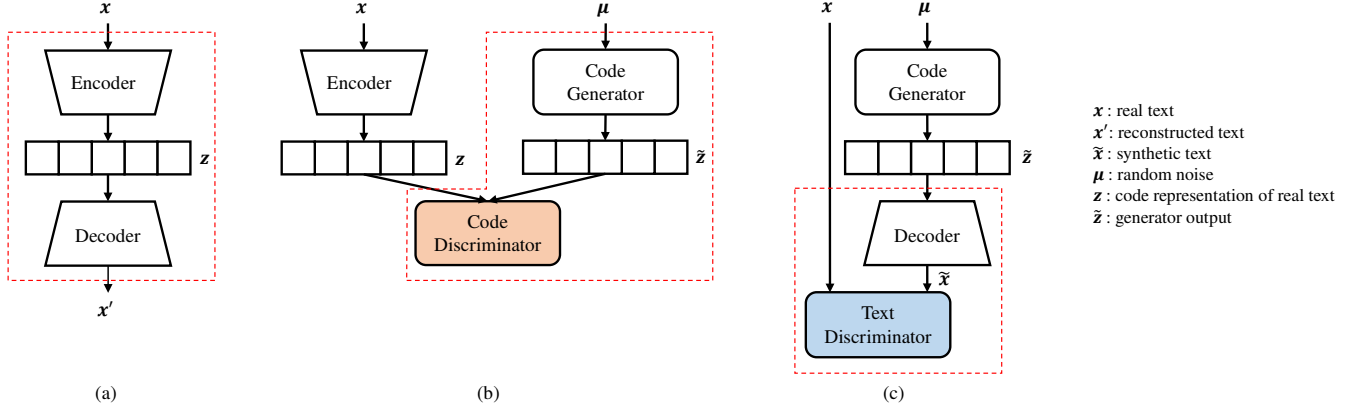 x
Encoder
z
Decoder
x′
(a)
x
Encoder
z
μ
Code
Generator
z̃
Code
Discriminator
(b)
x
μ
Code
Generator
z̃
Decoder
x̃
Text
Discriminator
(c)
x : real text
x′: reconstructed text
x̃ : synthetic text
μ : random noise
z : code representation of real text
z̃ : generator output